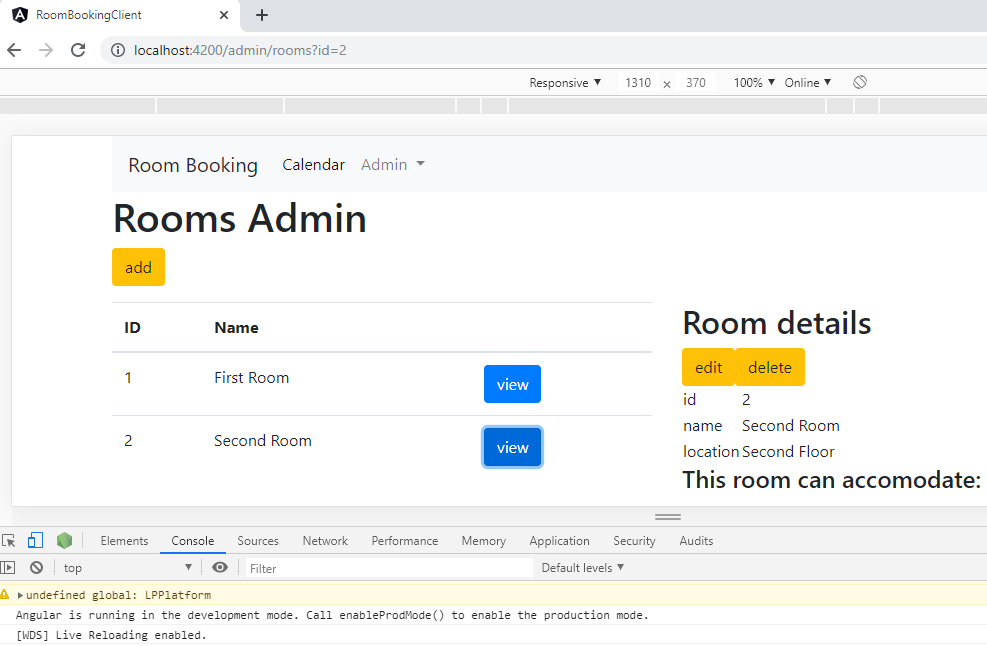 RoomBookingClient
localhost:4200/admin/rooms?id=2
Responsive 1310 x 370 100% Online
Room Booking Calendar Admin
Rooms Admin
add
ID Name
1 First Room view
2 Second Room view
Room details
edit delete
id 2
name Second Room
location Second Floor
This room can accomodate:
Elements Console Sources Network Performance Memory Application Security Audits
top Filter Default levels
undefined global: LPPlatform
Angular is running in the development mode. Call enableProdMode() to enable the production mode.
[WDS] Live Reloading enabled.